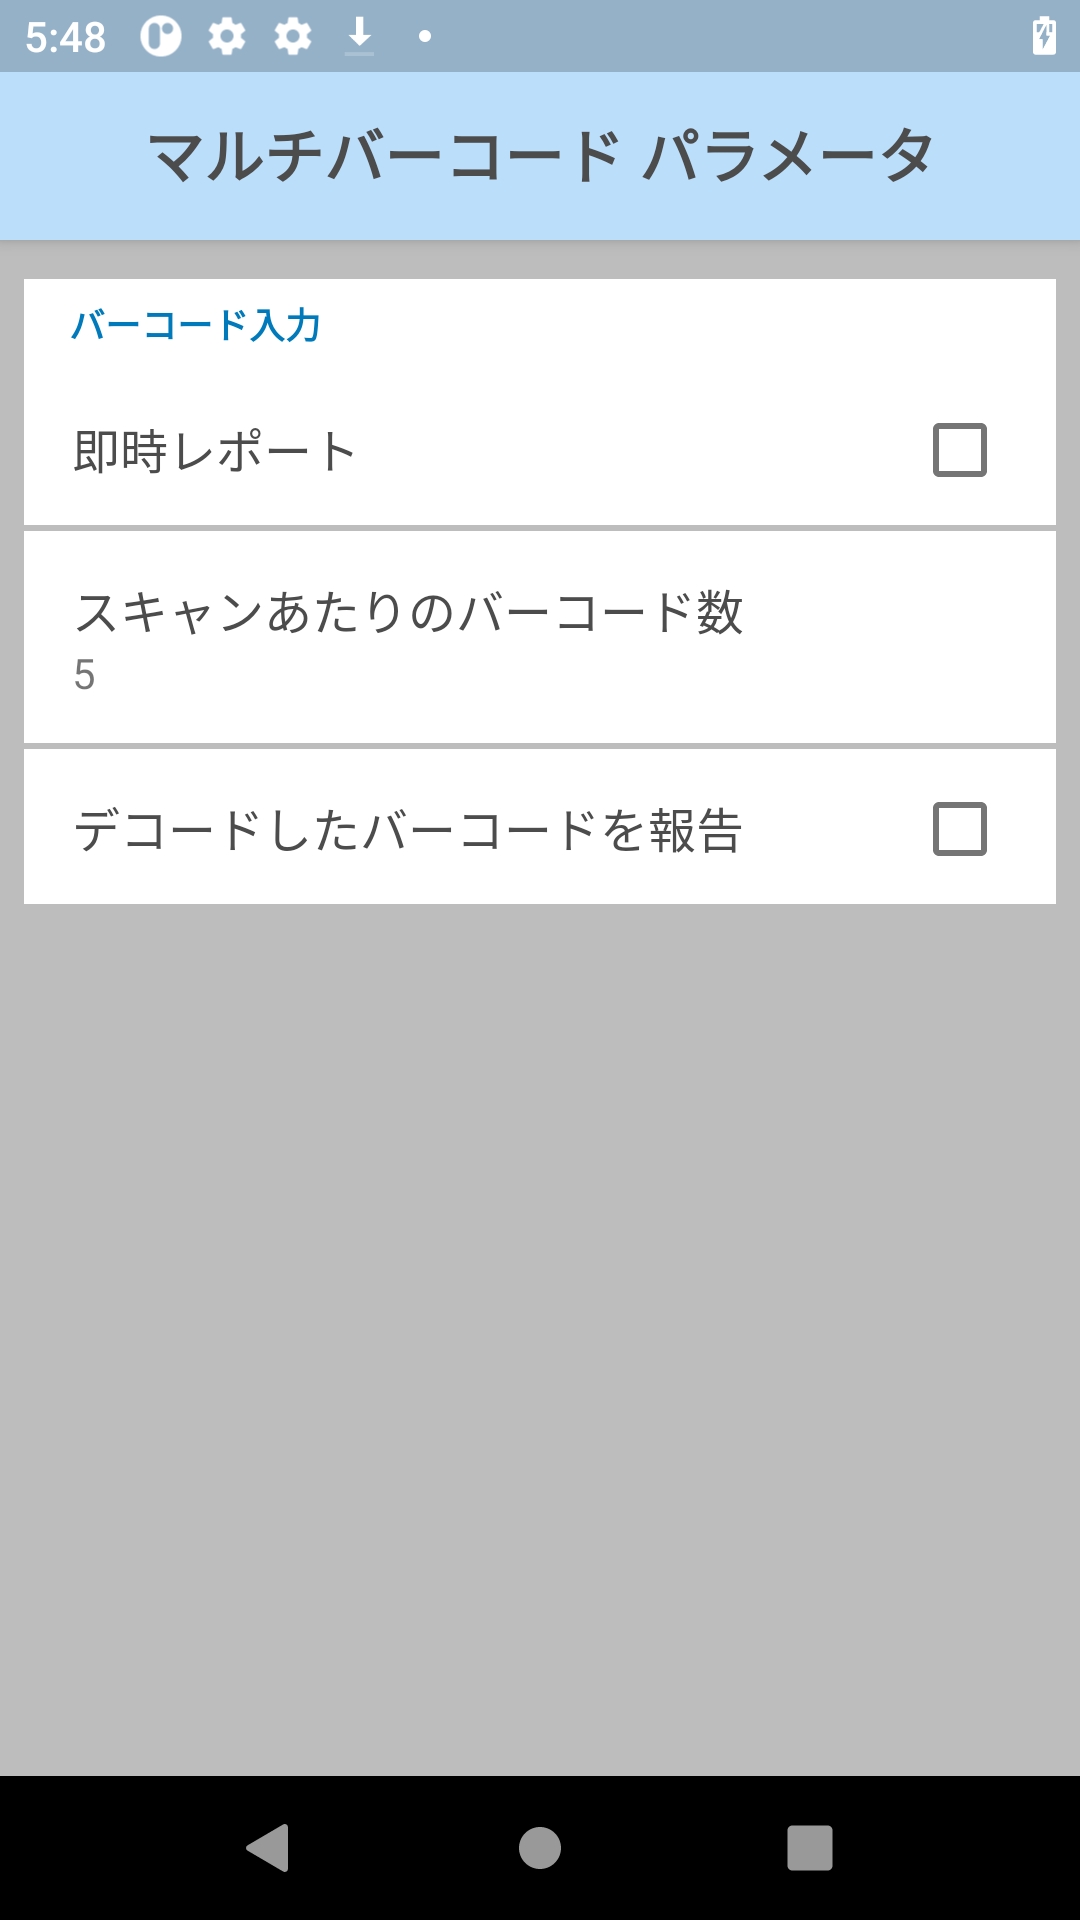 5:48
マルチバーコード パラメータ
バーコード入力
即時レポート
スキャンあたりのバーコード数
5
デコードしたバーコードを報告